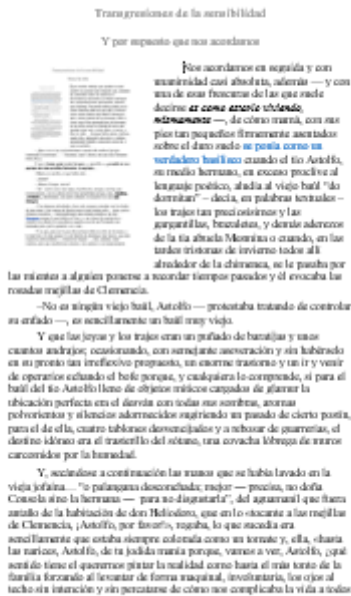 Transgresiones de la sensibilidad
Y por supuesto que nos acordamos
Nos acordamos en seguida y con
unanimidad casi absoluta, además — y con
una de esas frescuras de las que suele
decirse es como estarlo viviendo,
mismamente —, de cómo mamá, con sus
pies tan pequeños firmemente asentados
sobre el duro suelo se ponía como un
verdadero basilisco cuando tío Astolfo,
su medio hermano, en exceso proclive al
lenguaje poético, aludía al viejo baúl "do
dormitan" – decía, en palabras textuales –
los trajes tan preciosísimos y las
gargantillas, brazaletes, y demás aderezos
de la tía abuela Mesmina o cuando, en las
tardes tristonas de invierno todos allí
alrededor de la chimenea, se le pasaba por
las mientes a alguien ponerse a recordar tiempos pasados y él evocaba las
rosadas mejillas de Clemencia.
–No es ningún viejo baúl, Astolfo — protestaba tratando de controlar
su enfado —, es sencillamente un baúl muy viejo.
Y que las joyas y los trajes eran un puñado de baratijas y unos
cuantos andrajos; ocasionando, con semejante aseveración y sin habérselo
en su pronto tan irreflexivo propuesto, un enorme trastorno y un ir y venir
de operarios echando el bofe porque, y cualquiera lo comprende, si para el
baúl de tío Astolfo lleno de objetos míticos cargados de glamor la
ubicación perfecta era el desván con todas sus sombras, aromas
polvorientos y silencios adormecidos sugiriendo un pasado de cierto postín,
para el de ella, cuatro tablones desvencijados y a rebosar de guarrerías, el
destino idóneo era el trasterillo del sótano, una covacha lóbrega de muros
carcomidos por la humedad.
Y, secándose a continuación las manos que se había lavado en la
vieja jofaina… "o palangana desconchada; mejor — precisa, no doña
Consola sino la hermana — para no disgustarla", del aguamanil que fuera
antaño de la habitación de don Heliodoro, que en lo «tocante a las mejillas
de Clemencia, ¡Astolfo, por favor!», rogaba, lo que sucedía era
sencillamente que estaba siempre colorada como un tomate y, ella, «hasta
las narices, Astolfo, de tu jodida manía porque, vamos a ver, Astolfo, ¿qué
sentido tiene el querernos pintar la realidad como hasta el más tonto de la
familia forzando al levantar de forma maquinal, involuntaria, los ojos al
techo sin intención y sin percatarse de cómo nos complicaba la vida a todos